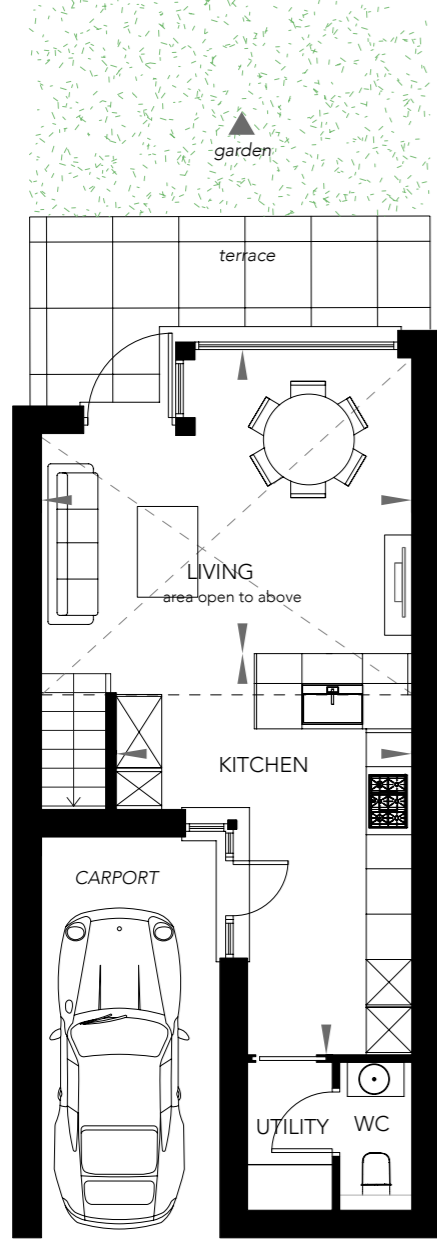 garden
terrace
LIVING
area open to above
KITCHEN
CARPORT
UTILITY
WC